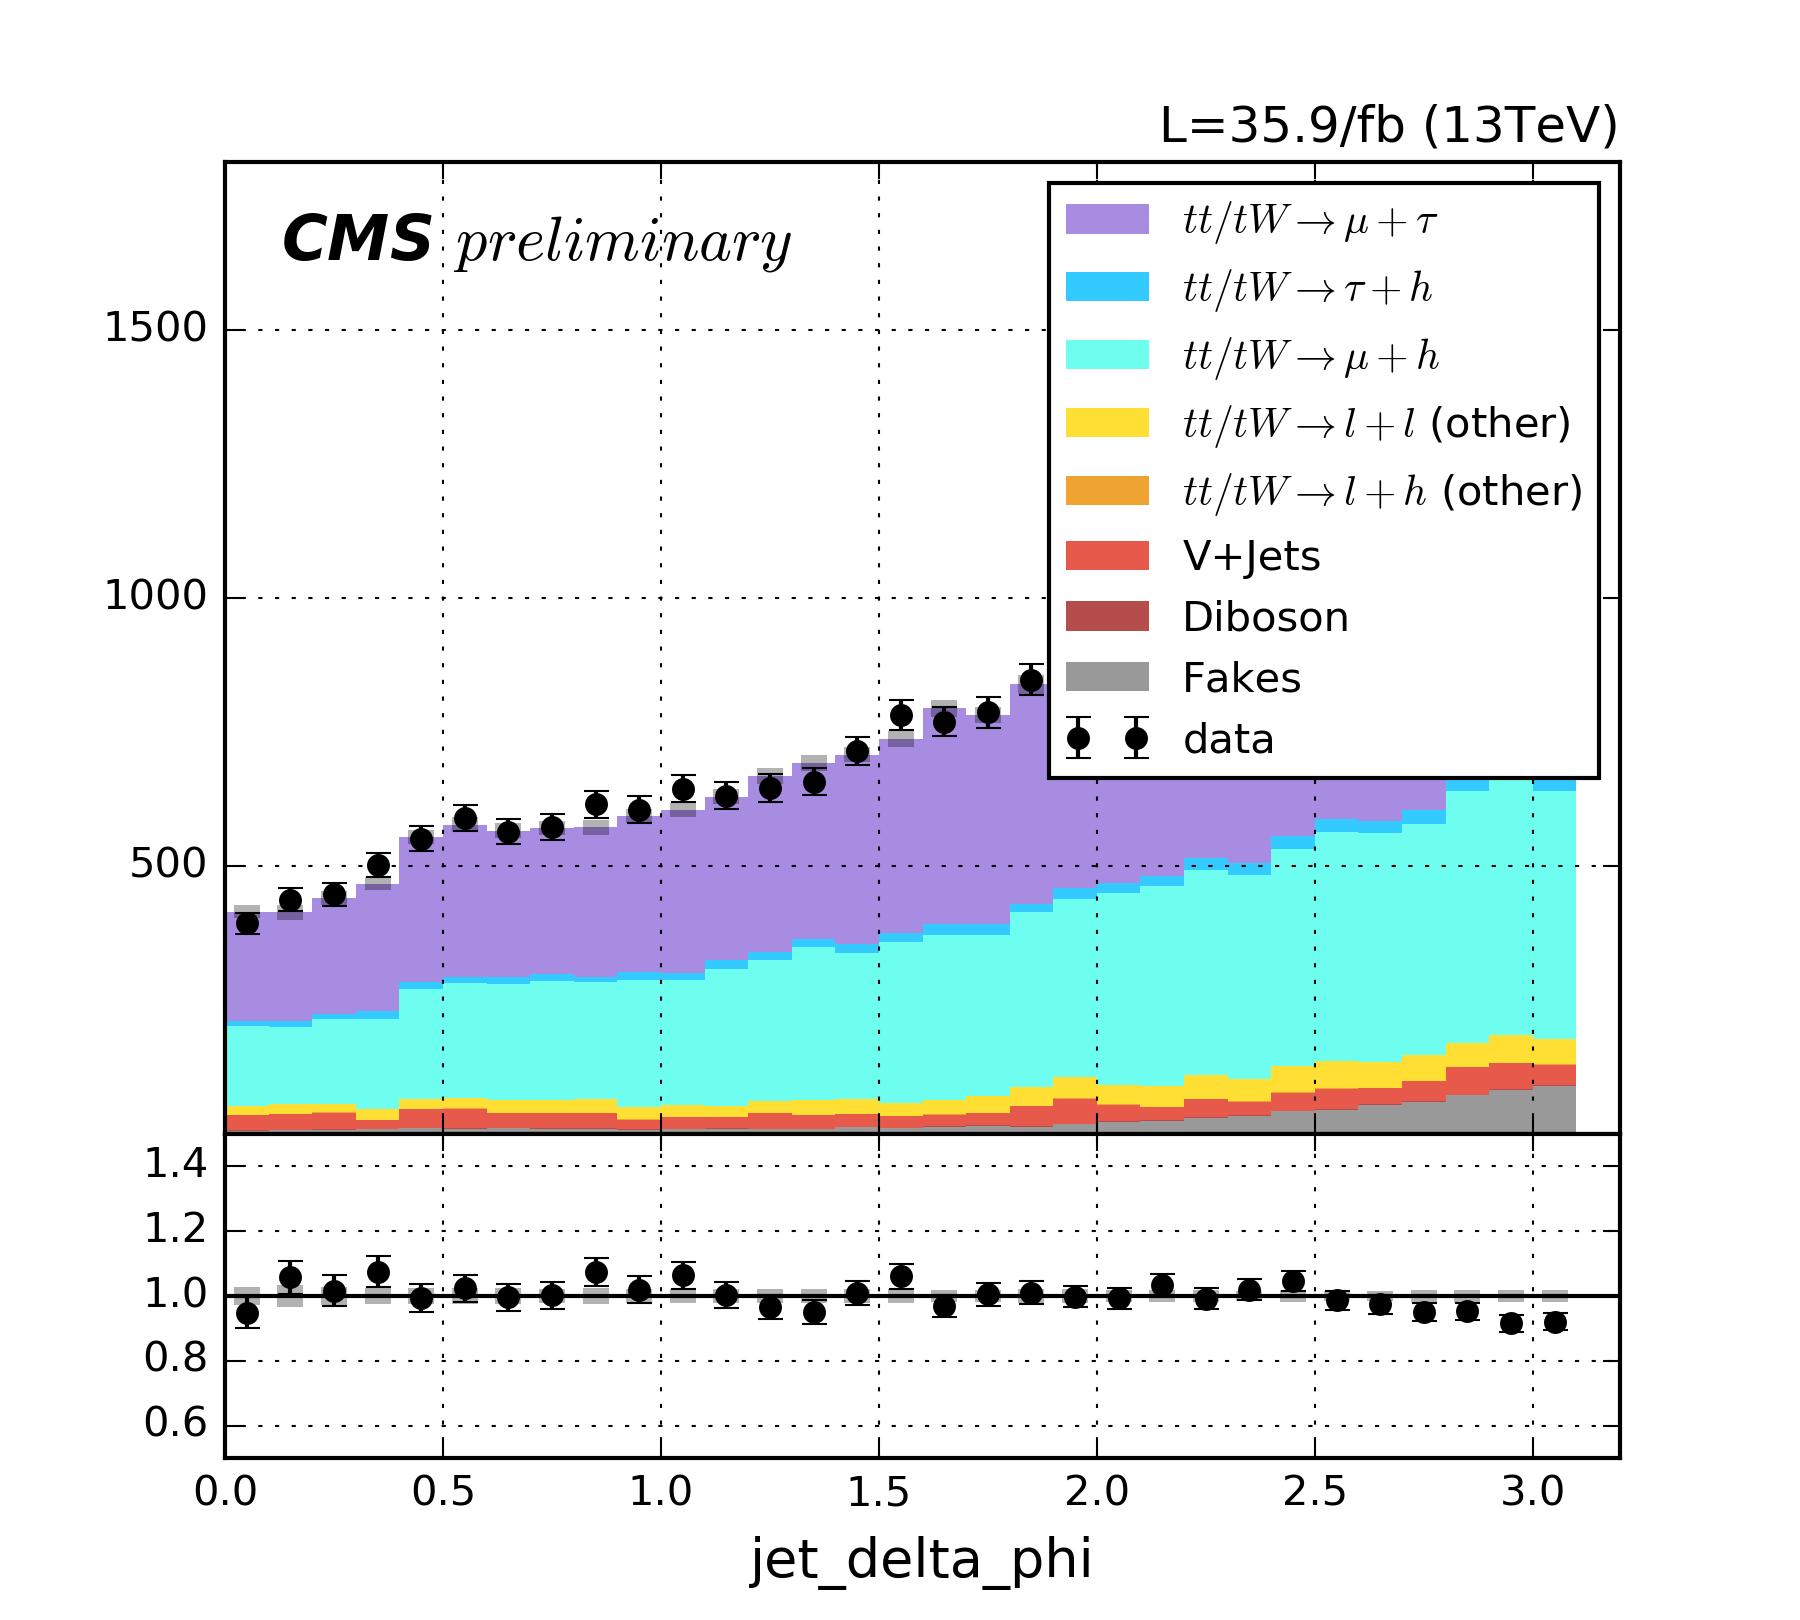 L=35.9/fb (13TeV)
CMS preliminary
tt/tW → μ + τ
tt/tW → τ + h
tt/tW → μ + h
tt/tW → l + l (other)
tt/tW → l + h (other)
V+Jets
Diboson
Fakes
data
1500
1000
500
1.4
1.2
1.0
0.8
0.6
0.0 0.5 1.0 1.5 2.0 2.5 3.0
jet_delta_phi